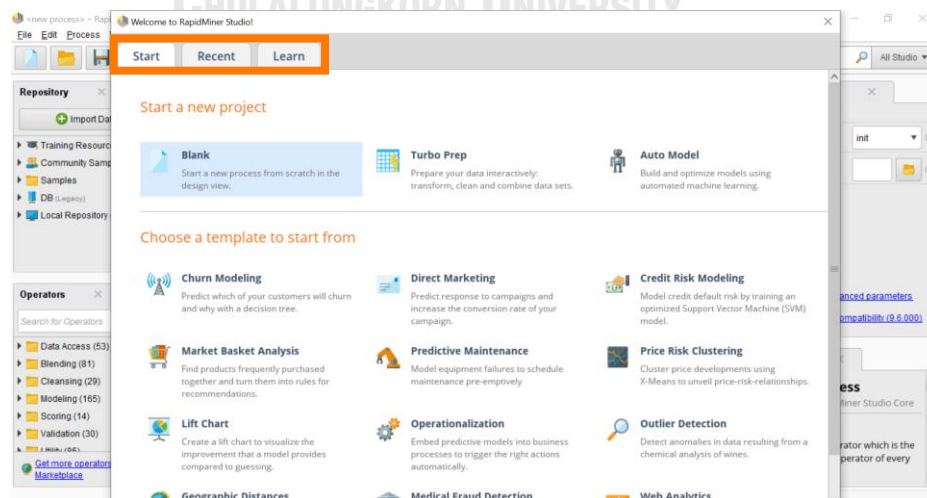 CHULALONGKORN UNIVERSITY
<new process> – Rapi
Welcome to RapidMiner Studio!
File Edit Process
Start Recent Learn
All Studio
Repository
Import Dat
Training Resourc
Community Samp
Samples
DB (Legacy)
Local Repository
init
Start a new project
Blank
Start a new process from scratch in the
design view.
Turbo Prep
Prepare your data interactively:
transform, clean and combine data sets.
Auto Model
Build and optimize models using
automated machine learning.
Choose a template to start from
Churn Modeling
Predict which of your customers will churn
and why with a decision tree.
Direct Marketing
Predict response to campaigns and
increase the conversion rate of your
campaign.
Credit Risk Modeling
Model credit default risk by training an
optimized Support Vector Machine (SVM)
model.
Market Basket Analysis
Find products frequently purchased
together and turn them into rules for
recommendations.
Predictive Maintenance
Model equipment failures to schedule
maintenance pre-emptively
Price Risk Clustering
Cluster price developments using
X-Means to unveil price-risk-relationships.
Lift Chart
Create a lift chart to visualize the
improvement that a model provides
compared to guessing.
Operationalization
Embed predictive models into business
processes to trigger the right actions
automatically.
Outlier Detection
Detect anomalies in data resulting from a
chemical analysis of wines.
Geographic Distances
Medical Fraud Detection
Web Analytics
Operators
Search for Operators
Data Access (53)
Blending (81)
Cleansing (29)
Modeling (165)
Scoring (14)
Validation (30)
Get more operators
Marketplace
anced parameters
ompatibility (9.6.000)
ess
Miner Studio Core
rator which is the
perator of every